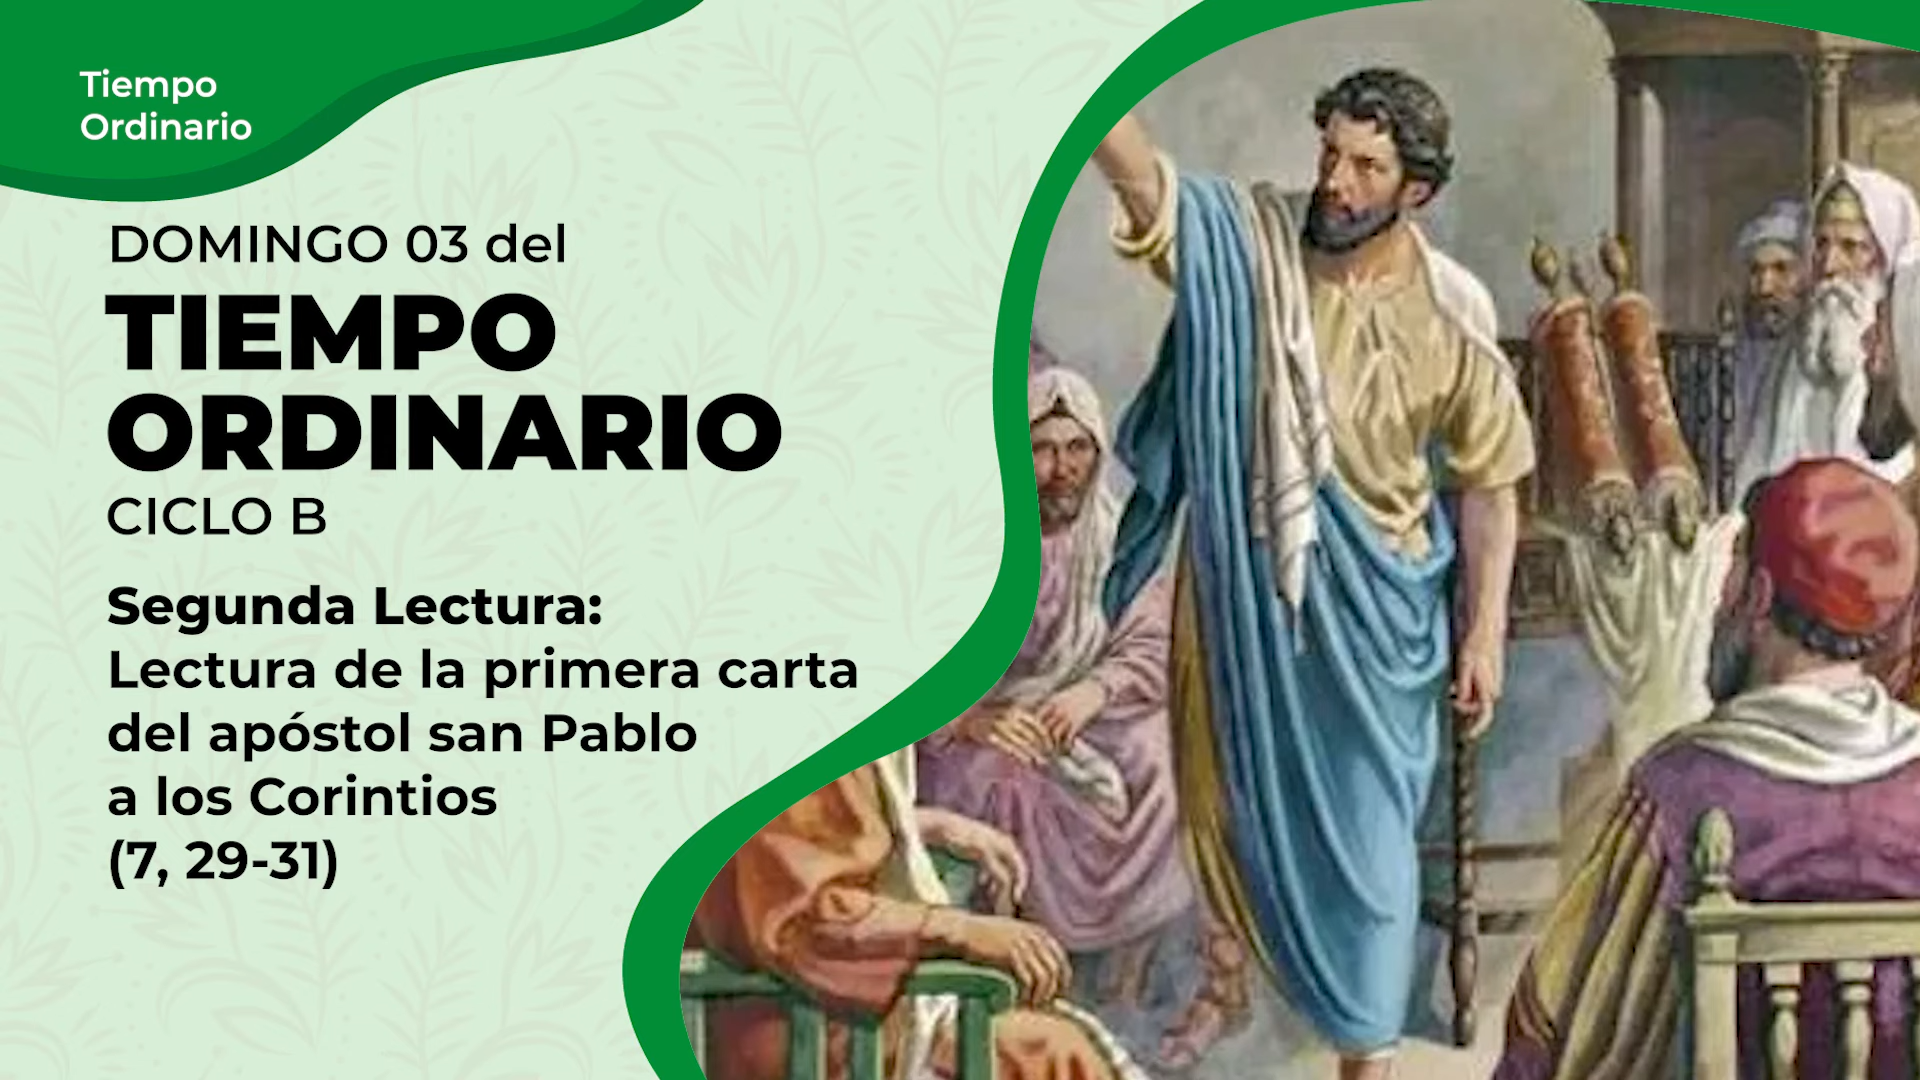 Tiempo
Ordinario
DOMINGO 03 del
TIEMPO
ORDINARIO
CICLO B
Segunda Lectura:
Lectura de la primera carta
del apóstol san Pablo
a los Corintios
(7, 29-31)